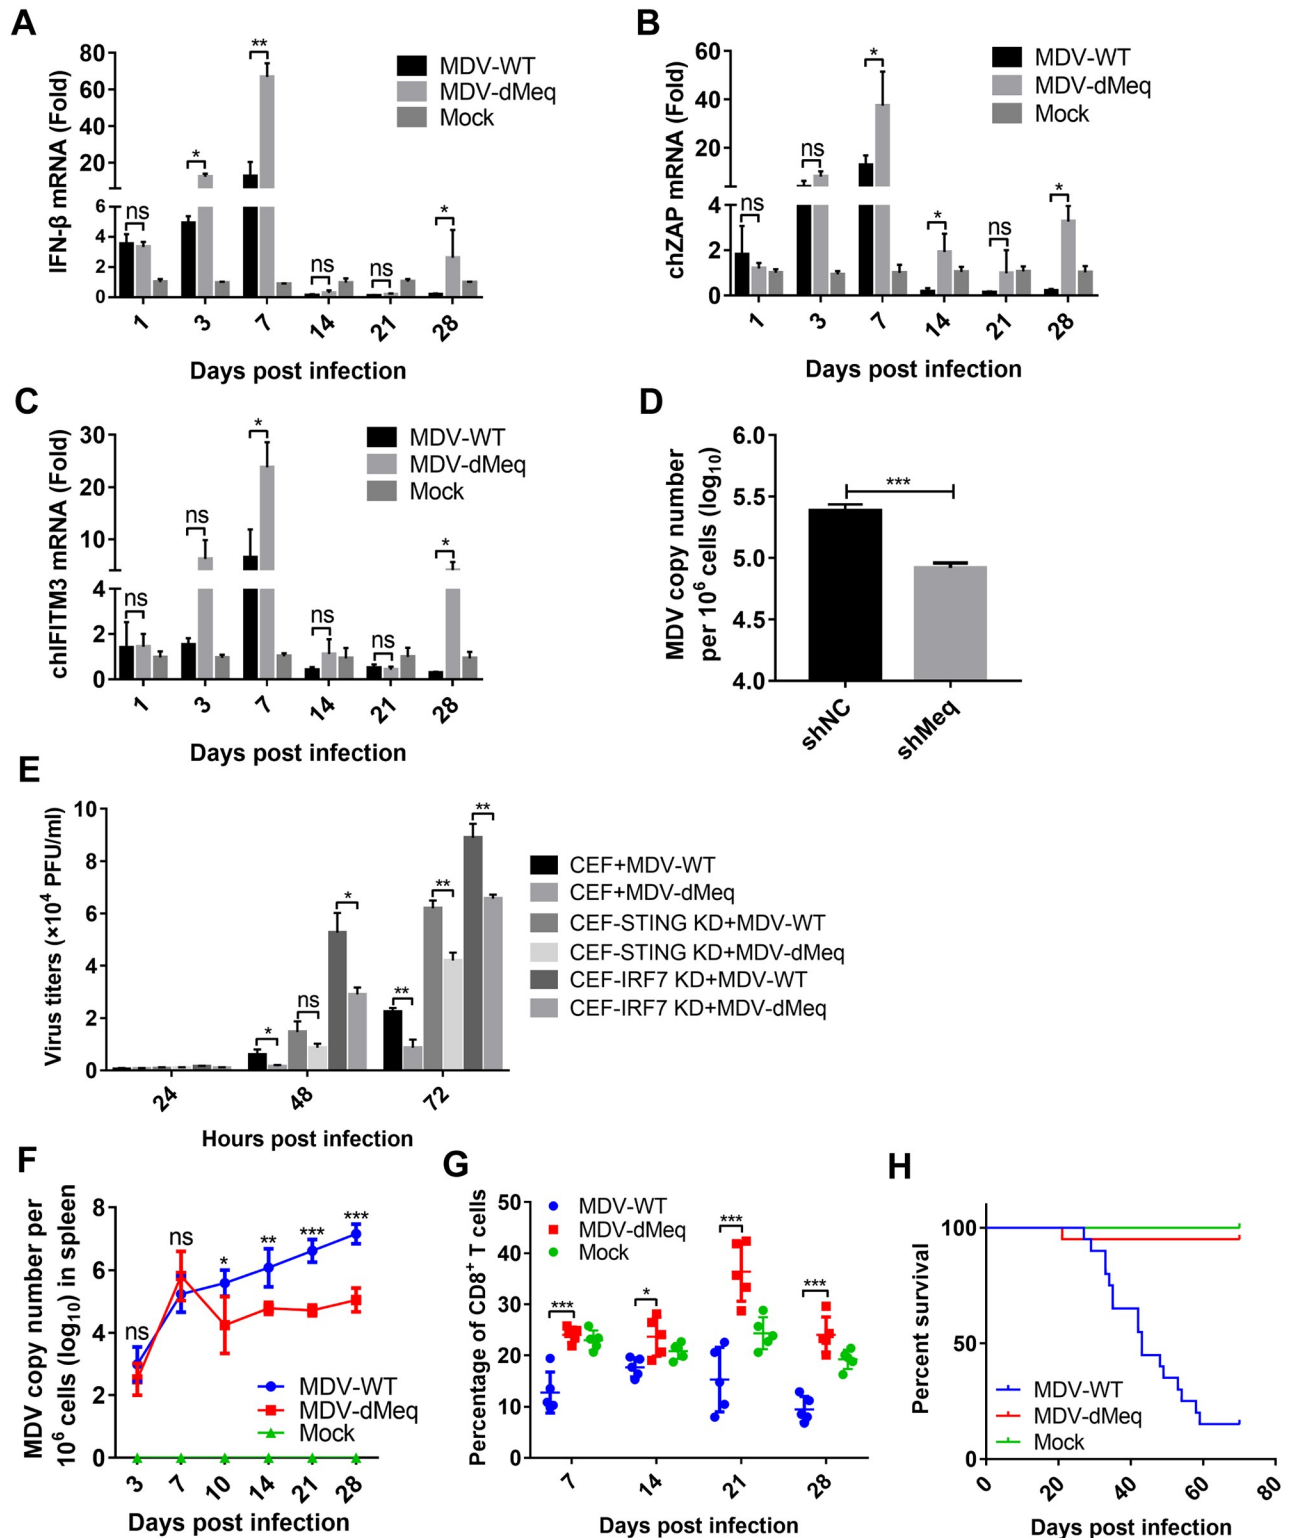 A
IFN-β mRNA (Fold)
80
60
40
20
6
4
2
0
ns
*
**
ns
ns
*
MDV-WT
MDV-dMeq
Mock
1 3 7 14 21 28
Days post infection
B
chZAP mRNA (Fold)
60
40
20
4
2
0
ns
ns
*
*
ns
*
MDV-WT
MDV-dMeq
Mock
1 3 7 14 21 28
Days post infection
C
chIFITM3 mRNA (Fold)
30
20
10
4
2
0
ns
ns
*
ns
ns
*
MDV-WT
MDV-dMeq
Mock
1 3 7 14 21 28
Days post infection
D
MDV copy number
per 10⁶ cells (log₁₀)
6.0
5.5
5.0
4.5
4.0
***
shNC shMeq
E
Virus titers (×10⁴ PFU/ml)
10
8
6
4
2
0
*
ns
*
**
**
**
CEF+MDV-WT
CEF+MDV-dMeq
CEF-STING KD+MDV-WT
CEF-STING KD+MDV-dMeq
CEF-IRF7 KD+MDV-WT
CEF-IRF7 KD+MDV-dMeq
24 48 72
Hours post infection
F
MDV copy number per
10⁶ cells (log₁₀) in spleen
8
6
4
2
0
ns
ns
*
**
***
***
MDV-WT
MDV-dMeq
Mock
3 7 10 14 21 28
Days post infection
G
Percentage of CD8⁺ T cells
50
40
30
20
10
0
MDV-WT
MDV-dMeq
Mock
***
*
***
***
7 14 21 28
Days post infection
H
Percent survival
100
50
0
MDV-WT
MDV-dMeq
Mock
0 20 40 60 80
Days post infection